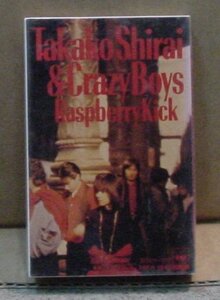 Takako Shirai
& Crazy Boys
Raspberry Kick